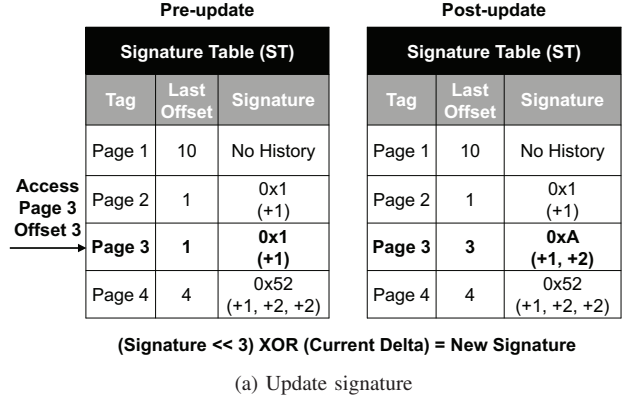 Pre-update
Post-update
Signature Table (ST)
Signature Table (ST)
Tag Last Offset Signature
Tag Last Offset Signature
Page 1 10 No History
Page 1 10 No History
Page 2 1 0x1 (+1)
Page 2 1 0x1 (+1)
Access
Page 3
Offset 3
Page 3 1 0x1 (+1)
Page 3 3 0xA (+1, +2)
Page 4 4 0x52 (+1, +2, +2)
Page 4 4 0x52 (+1, +2, +2)
(Signature << 3) XOR (Current Delta) = New Signature
(a) Update signature